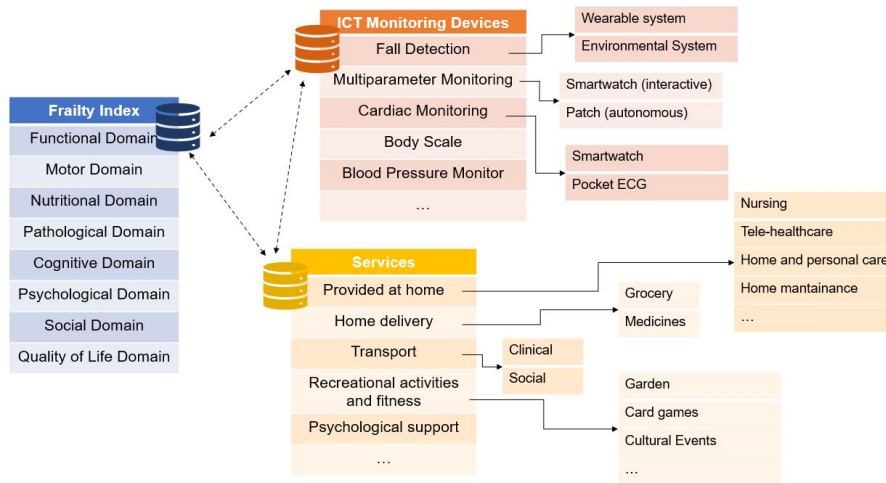 Frailty Index
Functional Domain
Motor Domain
Nutritional Domain
Pathological Domain
Cognitive Domain
Psychological Domain
Social Domain
Quality of Life Domain
ICT Monitoring Devices
Fall Detection
Multiparameter Monitoring
Cardiac Monitoring
Body Scale
Blood Pressure Monitor
…
Wearable system
Environmental System
Smartwatch (interactive)
Patch (autonomous)
Smartwatch
Pocket ECG
Services
Provided at home
Home delivery
Transport
Recreational activities
and fitness
Psychological support
…
Nursing
Tele-healthcare
Home and personal care
Home mantainance
…
Grocery
Medicines
Clinical
Social
Garden
Card games
Cultural Events
…